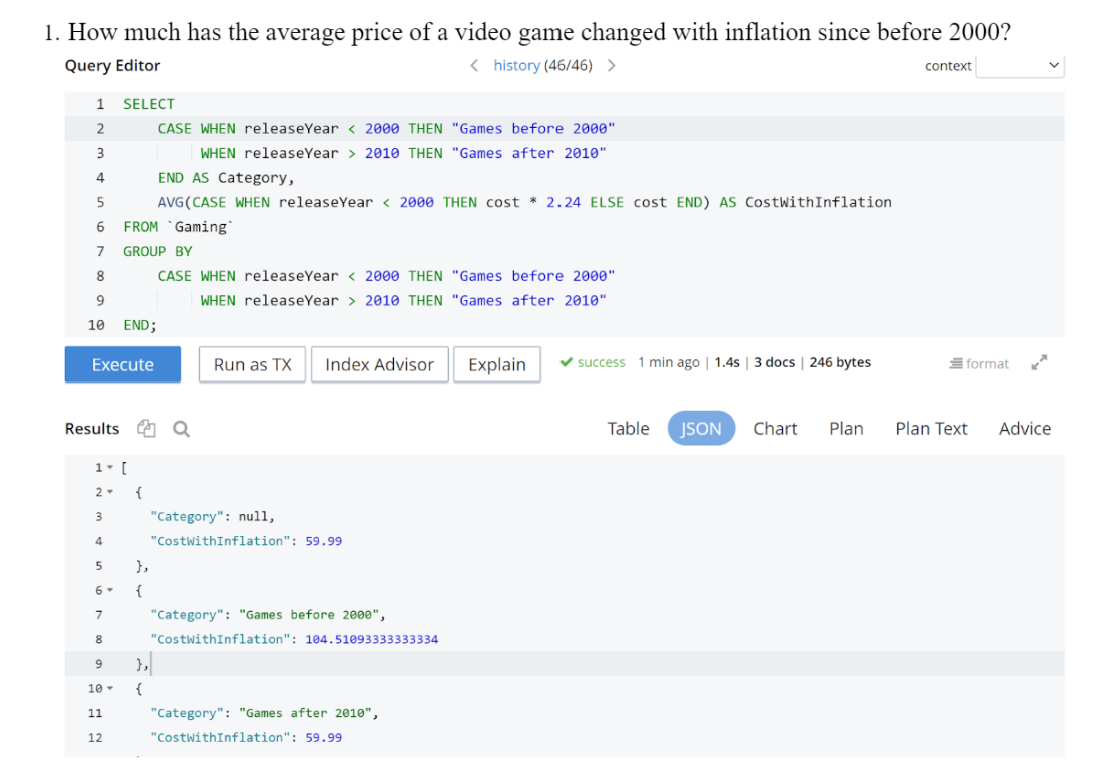 1. How much has the average price of a video game changed with inflation since before 2000?
Query Editor < history (46/46) > context
1 SELECT
2 CASE WHEN releaseYear < 2000 THEN "Games before 2000"
3 WHEN releaseYear > 2010 THEN "Games after 2010"
4 END AS Category,
5 AVG(CASE WHEN releaseYear < 2000 THEN cost * 2.24 ELSE cost END) AS CostWithInflation
6 FROM `Gaming`
7 GROUP BY
8 CASE WHEN releaseYear < 2000 THEN "Games before 2000"
9 WHEN releaseYear > 2010 THEN "Games after 2010"
10 END;
Execute Run as TX Index Advisor Explain success 1 min ago | 1.4s | 3 docs | 246 bytes format
Results Table JSON Chart Plan Plan Text Advice
1 [
2 {
3 "Category": null,
4 "CostWithInflation": 59.99
5 },
6 {
7 "Category": "Games before 2000",
8 "CostWithInflation": 104.51093333333334
9 },
10 {
11 "Category": "Games after 2010",
12 "CostWithInflation": 59.99